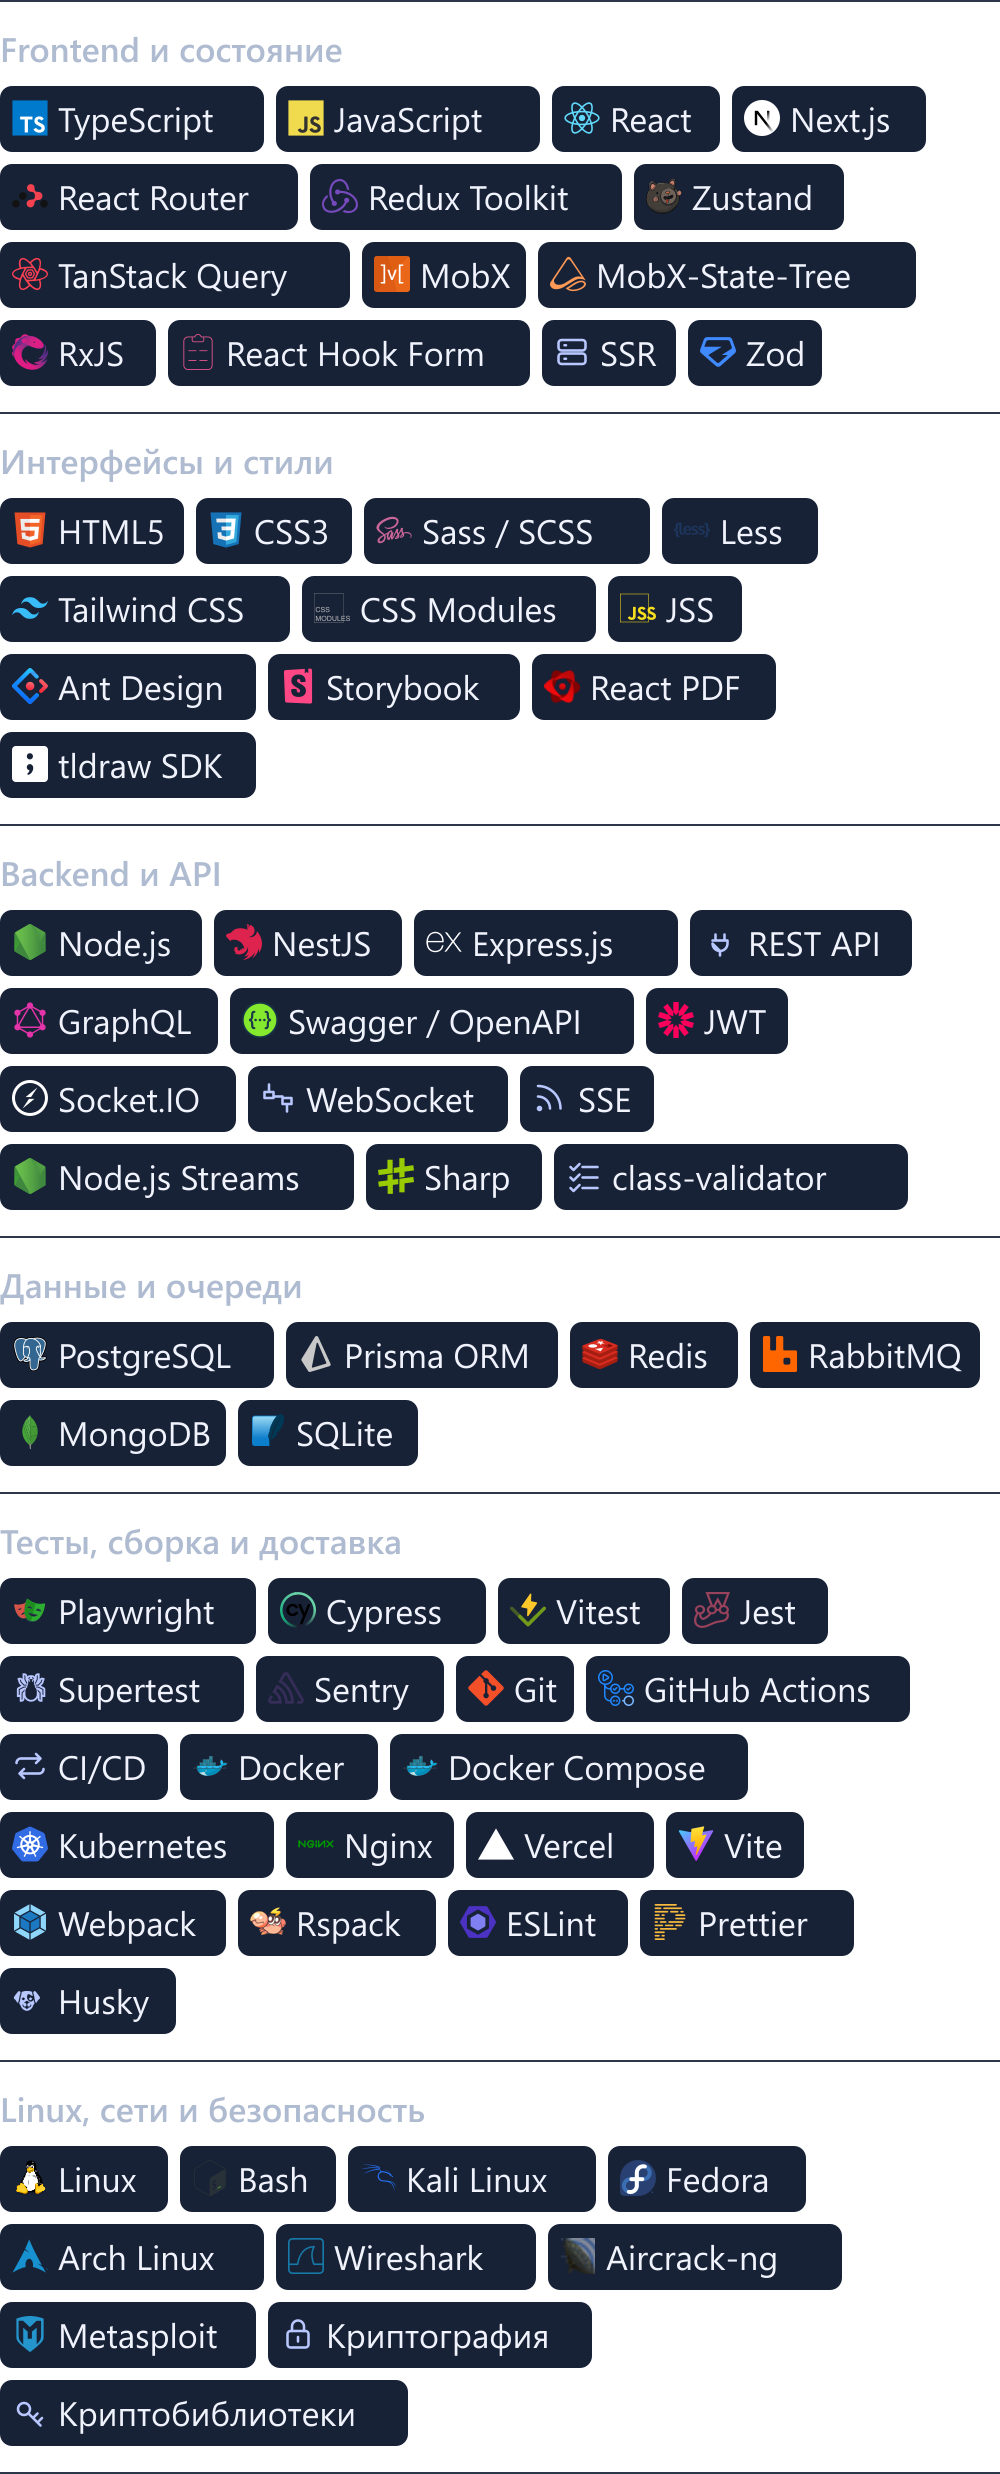 Frontend и состояние
TypeScript JavaScript React Next.js
React Router Redux Toolkit Zustand
TanStack Query MobX MobX-State-Tree
RxJS React Hook Form SSR Zod
Интерфейсы и стили
HTML5 CSS3 Sass / SCSS Less
Tailwind CSS CSS Modules JSS
Ant Design Storybook React PDF
tldraw SDK
Backend и API
Node.js NestJS Express.js REST API
GraphQL Swagger / OpenAPI JWT
Socket.IO WebSocket SSE
Node.js Streams Sharp class-validator
Данные и очереди
PostgreSQL Prisma ORM Redis RabbitMQ
MongoDB SQLite
Тесты, сборка и доставка
Playwright Cypress Vitest Jest
Supertest Sentry Git GitHub Actions
CI/CD Docker Docker Compose
Kubernetes Nginx Vercel Vite
Webpack Rspack ESLint Prettier
Husky
Linux, сети и безопасность
Linux Bash Kali Linux Fedora
Arch Linux Wireshark Aircrack-ng
Metasploit Криптография
Криптобиблиотеки